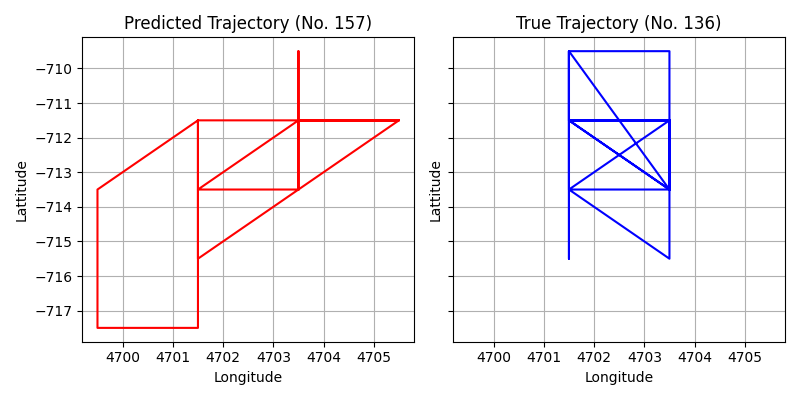 Predicted Trajectory (No. 157)
True Trajectory (No. 136)
Lattitude
−710
−711
−712
−713
−714
−715
−716
−717
4700 4701 4702 4703 4704 4705
Longitude
Lattitude
4700 4701 4702 4703 4704 4705
Longitude